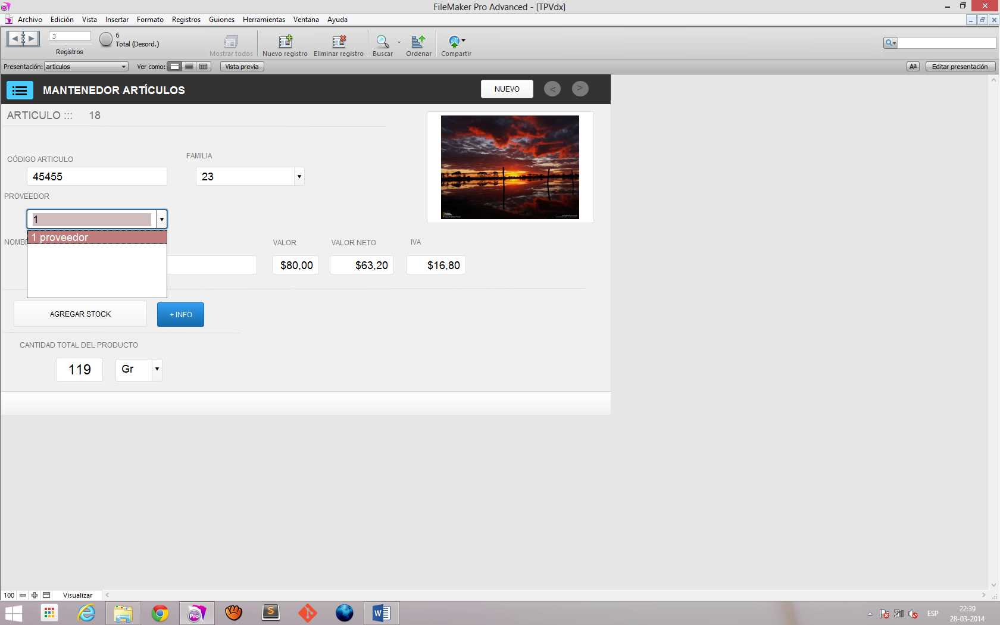 FileMaker Pro Advanced - [TPVdx]
Archivo Edición Vista Insertar Formato Registros Guiones Herramientas Ventana Ayuda
3
Registros
6
Total (Desord.)
Mostrar todos Nuevo registro Eliminar registro Buscar Ordenar Compartir
Presentación: articulos Ver como: Vista previa Aa Editar presentación
MANTENEDOR ARTÍCULOS NUEVO < >
ARTICULO ::: 18
CÓDIGO ARTICULO FAMILIA
45455 23
PROVEEDOR
1
1 proveedor
NOMB VALOR VALOR NETO IVA
$80,00 $63,20 $16,80
AGREGAR STOCK + INFO
CANTIDAD TOTAL DEL PRODUCTO
119 Gr
100 Visualizar
Pro S W ESP 22:39
28-03-2014